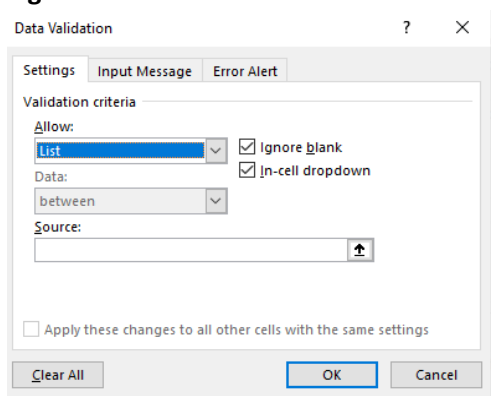 Data Validation ? ×
Settings Input Message Error Alert
Validation criteria
Allow:
List Ignore blank
In-cell dropdown
Data:
between
Source:
Apply these changes to all other cells with the same settings
Clear All OK Cancel